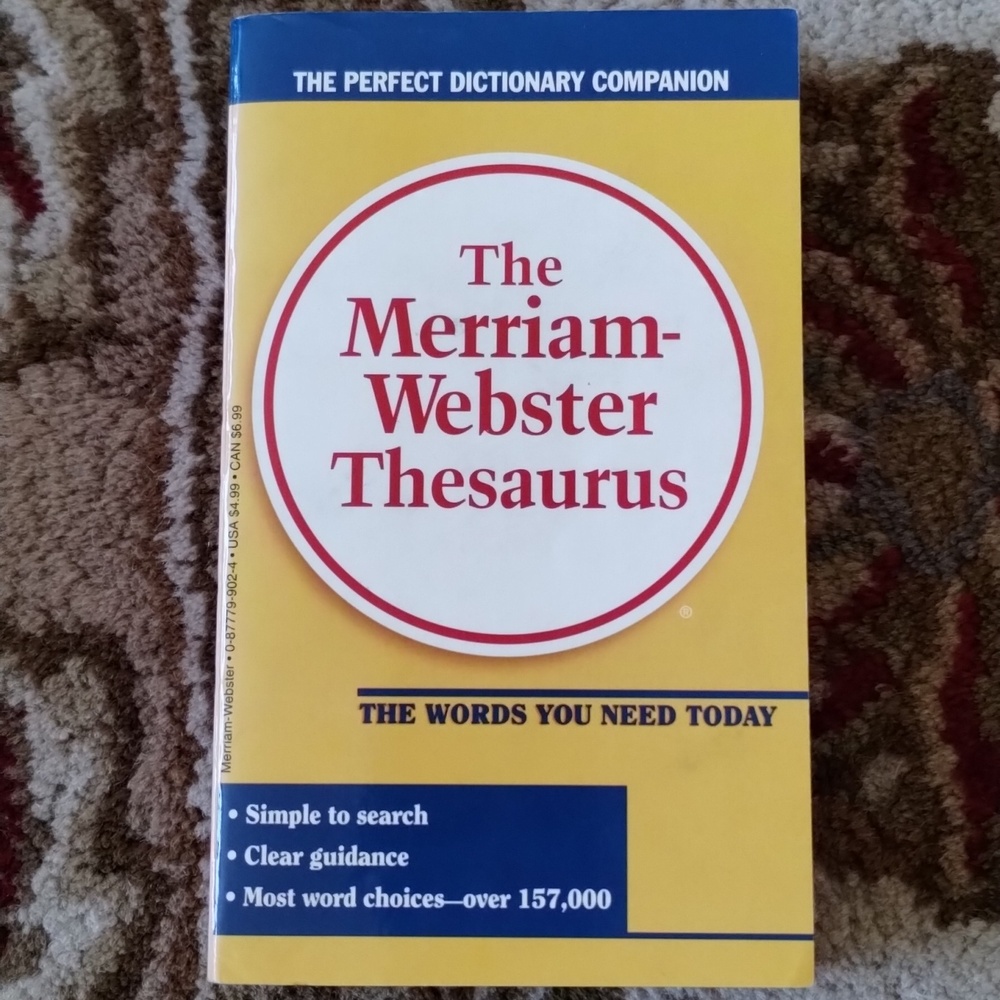 THE PERFECT DICTIONARY COMPANION
The
Merriam-
Webster
Thesaurus
®
Merriam-Webster • 0-87779-902-4 • USA $4.99 • CAN $6.99
THE WORDS YOU NEED TODAY
• Simple to search
• Clear guidance
• Most word choices—over 157,000